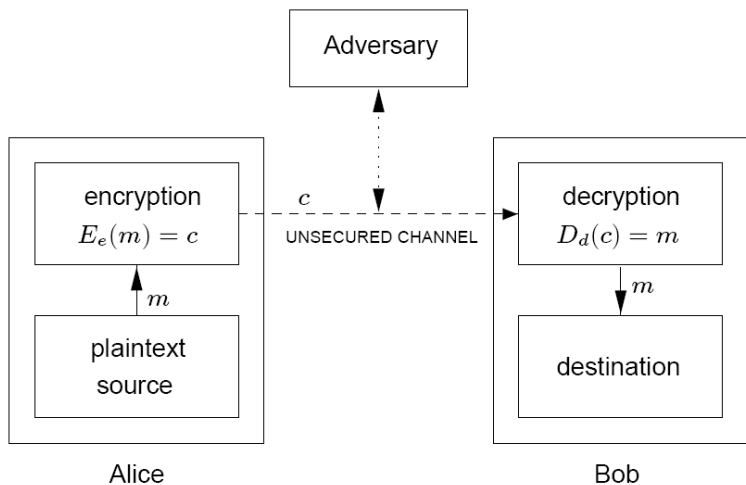 Adversary
encryption
$E_e(m) = c$
c
UNSECURED CHANNEL
decryption
$D_d(c) = m$
m
m
plaintext
source
destination
Alice
Bob